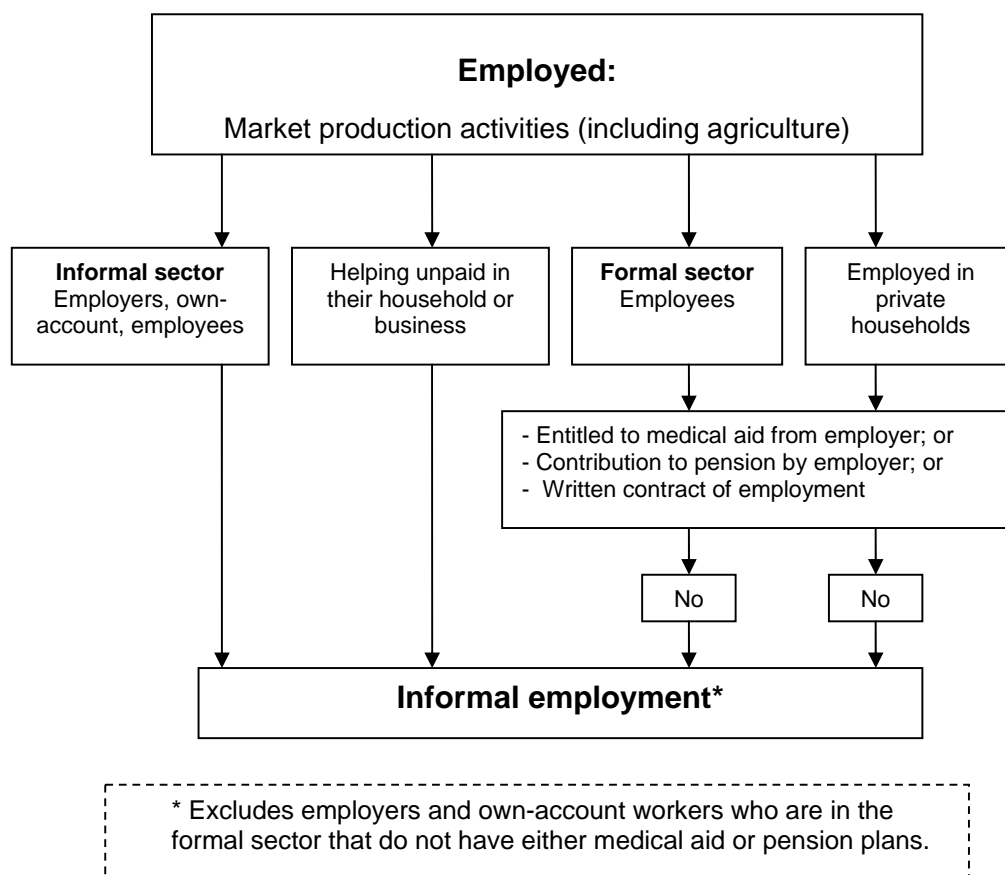 Employed:
Market production activities (including agriculture)
Informal sector
Employers, own-
account, employees
Helping unpaid in
their household or
business
Formal sector
Employees
Employed in
private
households
- Entitled to medical aid from employer; or
- Contribution to pension by employer; or
- Written contract of employment
No
No
Informal employment*
* Excludes employers and own-account workers who are in the
formal sector that do not have either medical aid or pension plans.